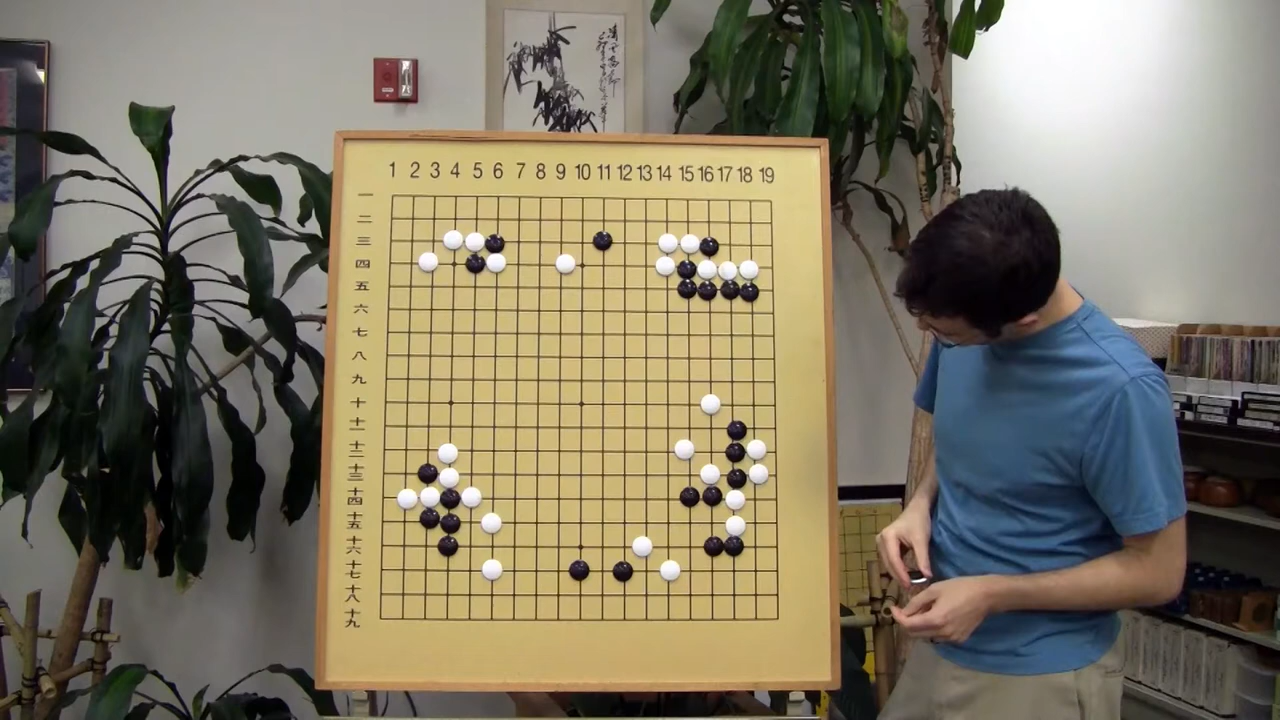 1 2 3 4 5 6 7 8 9 10 11 12 13 14 15 16 17 18 19
一
二
三
四
五
六
七
八
九
十
十一
十二
十三
十四
十五
十六
十七
十八
十九